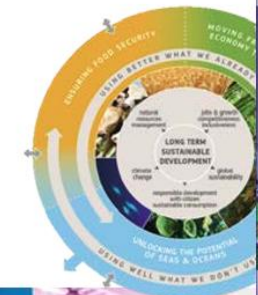 ENSURING FOOD SECURITY
MOVING
ECONOMY
USING BETTER WHAT WE ALREADY
natural
resources
management
jobs & growth
competitiveness
inclusiveness
LONG TERM
SUSTAINABLE
DEVELOPMENT
climate
change
global
sustainability
responsible development
with citizen
sustainable consumption
UNLOCKING THE POTENTIAL
OF SEAS & OCEANS
USING WELL WHAT WE DON'T US